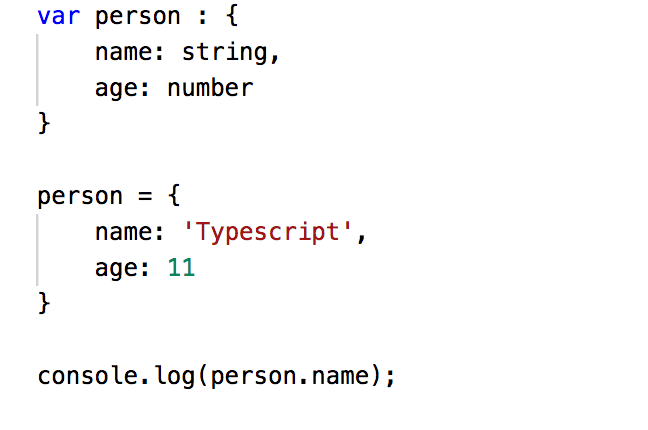 var person : {
    name: string,
    age: number
}
person = {
    name: 'Typescript',
    age: 11
}
console.log(person.name);